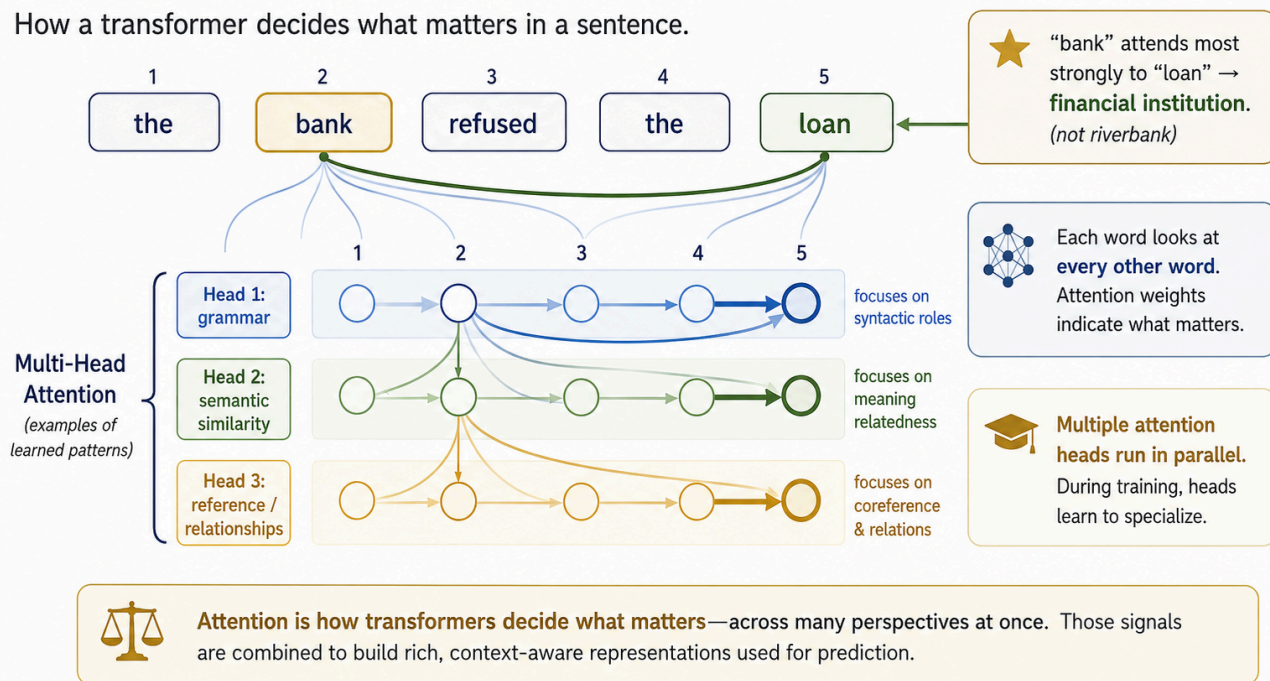 How a transformer decides what matters in a sentence.
1 2 3 4 5
the bank refused the loan
“bank” attends most
strongly to “loan” →
financial institution.
(not riverbank)
Each word looks at
every other word.
Attention weights
indicate what matters.
Multiple attention
heads run in parallel.
During training, heads
learn to specialize.
Multi-Head
Attention
(examples of
learned patterns)
1 2 3 4 5
Head 1:
grammar
focuses on
syntactic roles
Head 2:
semantic
similarity
focuses on
meaning
relatedness
Head 3:
reference /
relationships
focuses on
coreference
& relations
Attention is how transformers decide what matters—across many perspectives at once. Those signals
are combined to build rich, context-aware representations used for prediction.